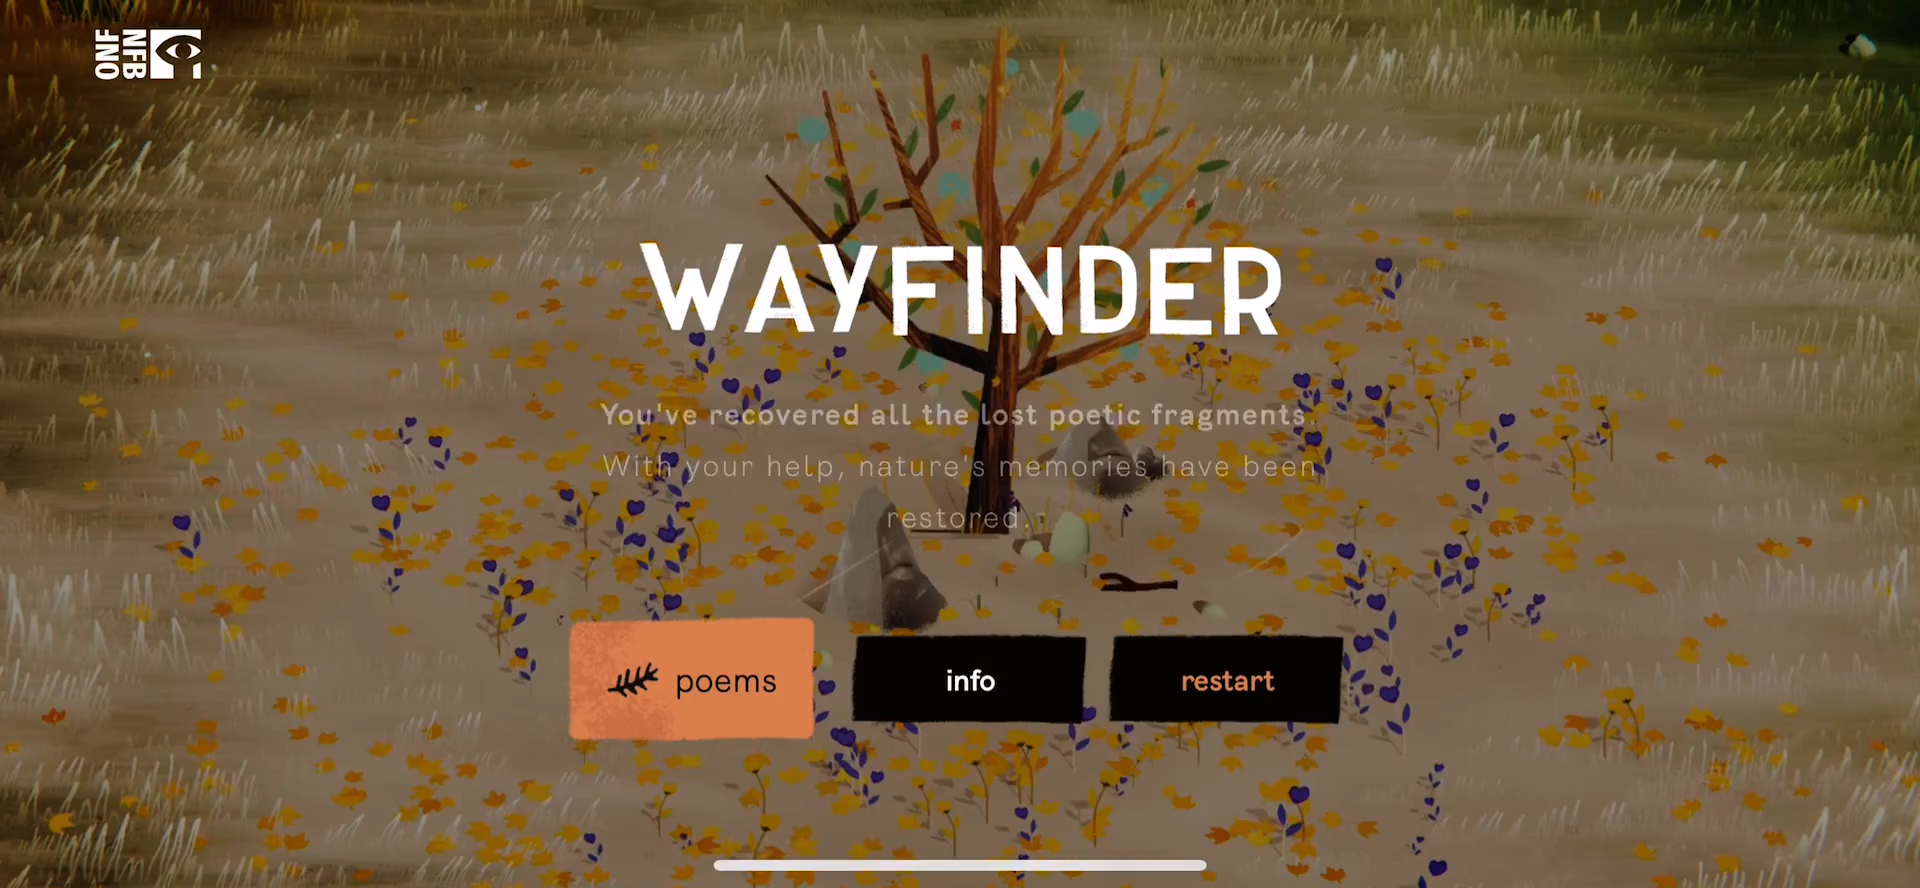 ONF
NFB
WAYFINDER
You've recovered all the lost poetic fragments.
With your help, nature's memories have been
restored.
poems
info
restart